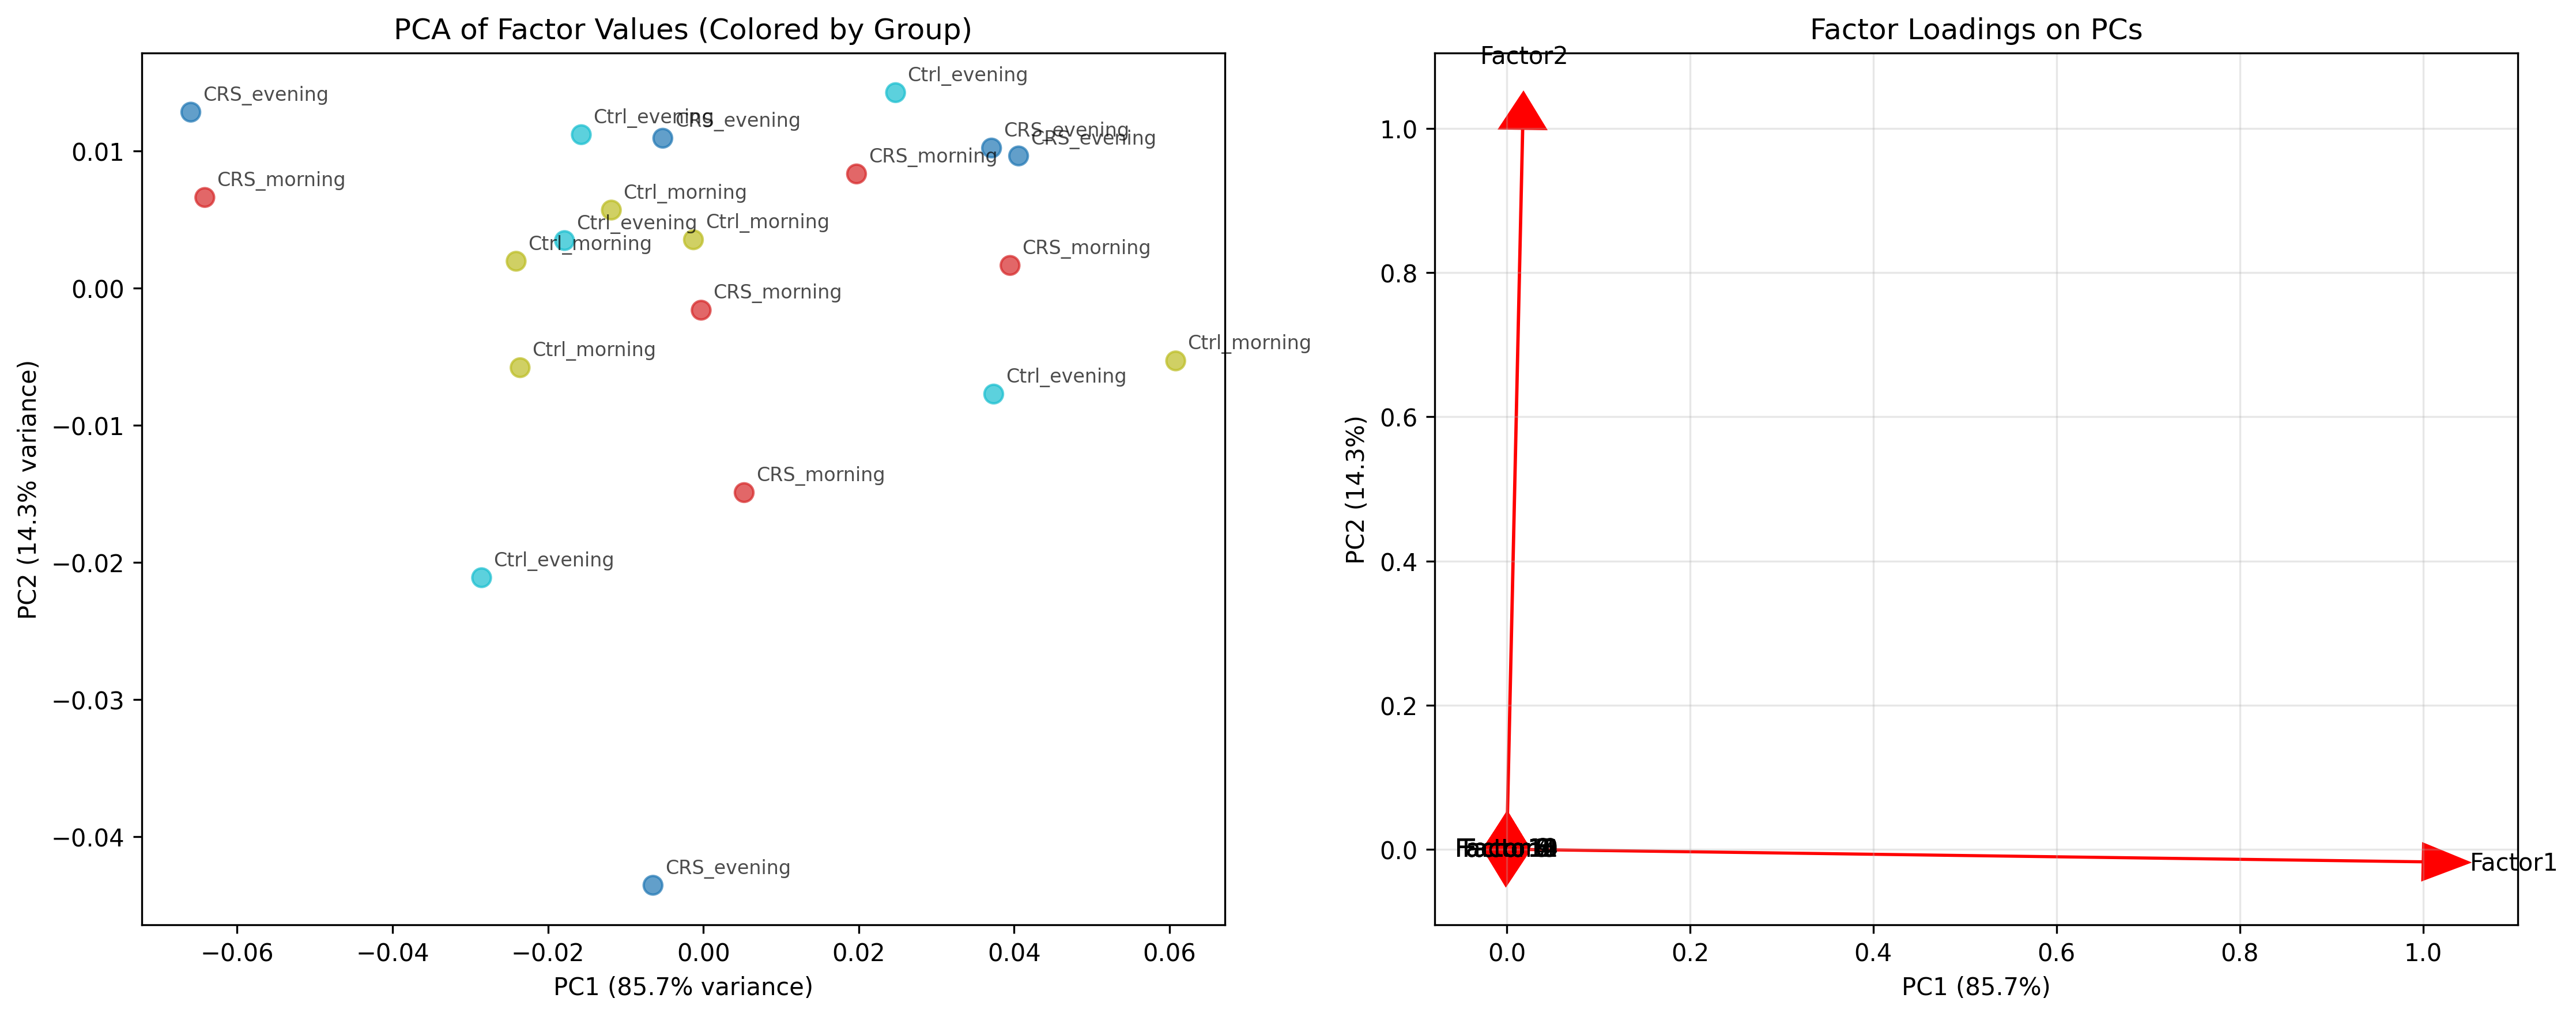 PCA of Factor Values (Colored by Group)
Ctrl_evening
CRS_evening
Ctrl_evening
CRS_evening
CRS_evening
CRS_evening
CRS_morning
CRS_morning
Ctrl_morning
Ctrl_evening
Ctrl_morning
Ctrl_morning
CRS_morning
CRS_morning
Ctrl_morning
Ctrl_morning
Ctrl_evening
CRS_morning
Ctrl_evening
CRS_evening
0.01
0.00
−0.01
−0.02
−0.03
−0.04
PC2 (14.3% variance)
−0.06
−0.04
−0.02
0.00
0.02
0.04
0.06
PC1 (85.7% variance)
Factor Loadings on PCs
Factor2
Factor1
1.0
0.8
0.6
0.4
0.2
0.0
PC2 (14.3%)
0.0
0.2
0.4
0.6
0.8
1.0
PC1 (85.7%)